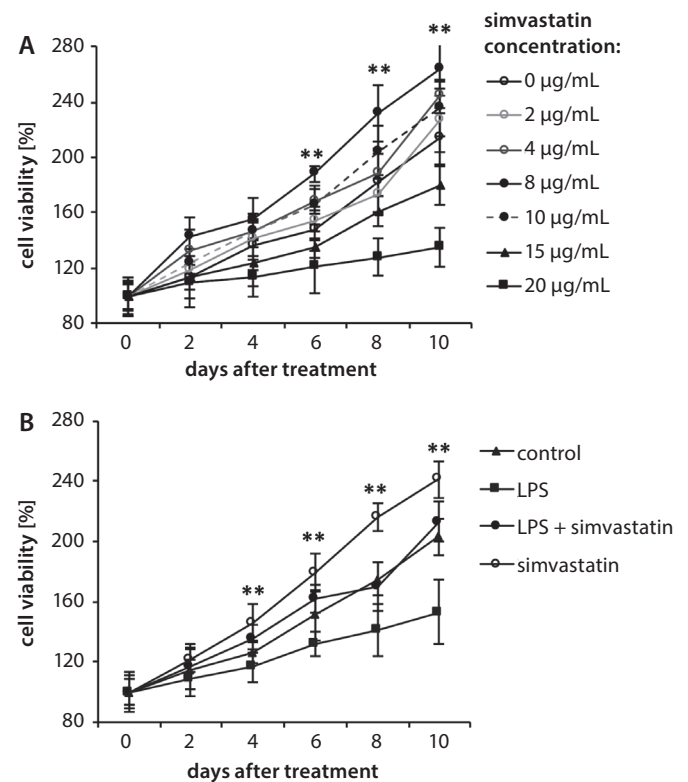 A
simvastatin
concentration:
280
240
200
160
120
80
cell viability [%]
**
**
**
0 µg/mL
2 µg/mL
4 µg/mL
8 µg/mL
10 µg/mL
15 µg/mL
20 µg/mL
0 2 4 6 8 10
days after treatment
B
280
240
200
160
120
80
cell viability [%]
**
**
**
**
control
LPS
LPS + simvastatin
simvastatin
0 2 4 6 8 10
days after treatment